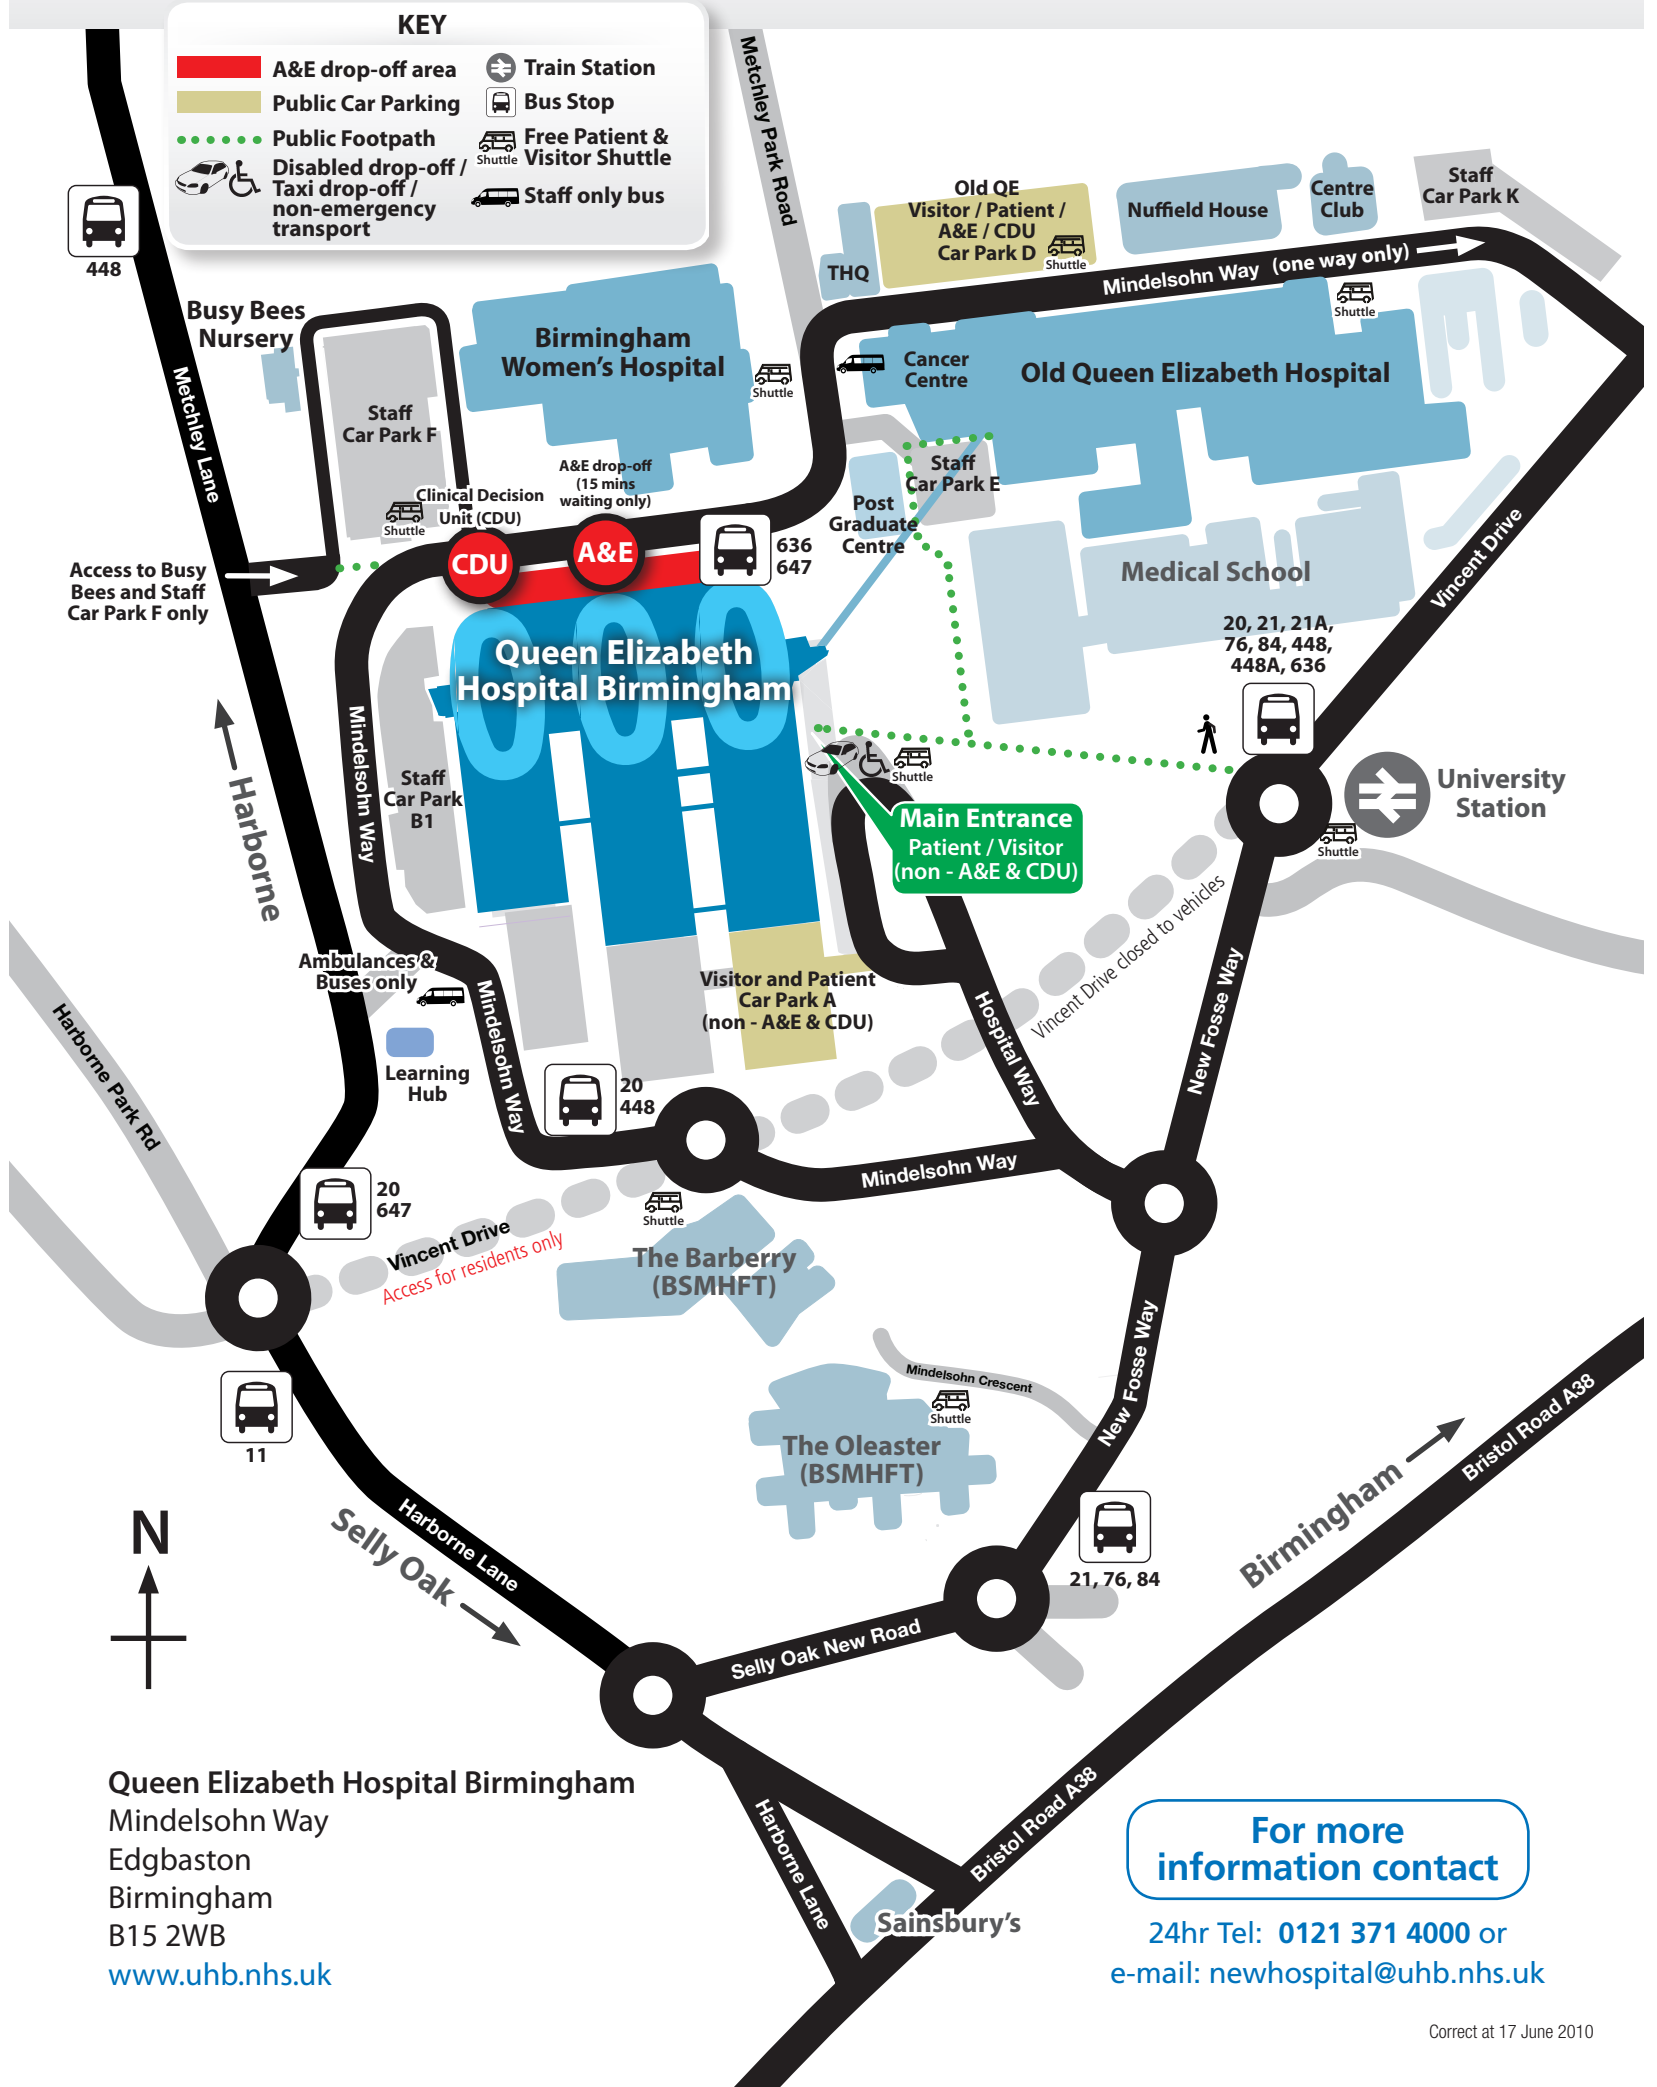 KEY
A&E drop-off area
Public Car Parking
Public Footpath
Disabled drop-off /
Taxi drop-off /
non-emergency
transport
Train Station
Bus Stop
Shuttle
Free Patient &
Visitor Shuttle
Staff only bus
Metchley Park Road
448
Busy Bees
Nursery
Metchley Lane
Staff
Car Park F
Birmingham
Women's Hospital
Shuttle
THQ
Old QE
Visitor / Patient /
A&E / CDU
Car Park D
Shuttle
Nuffield House
Centre
Club
Staff
Car Park K
Mindelsohn Way (one way only)
Shuttle
Cancer
Centre
Old Queen Elizabeth Hospital
Staff
Car Park E
Post
Graduate
Centre
Medical School
Vincent Drive
A&E drop-off
(15 mins
waiting only)
Clinical Decision
Unit (CDU)
Shuttle
CDU
A&E
636
647
Access to Busy
Bees and Staff
Car Park F only
Queen Elizabeth
Hospital Birmingham
20, 21, 21A,
76, 84, 448,
448A, 636
Mindelsohn Way
Harborne
Staff
Car Park
B1
Shuttle
Main Entrance
Patient / Visitor
(non - A&E & CDU)
University
Station
Shuttle
Vincent Drive closed to vehicles
New Fosse Way
Ambulances &
Buses only
Visitor and Patient
Car Park A
(non - A&E & CDU)
Hospital Way
Harborne Park Rd
Learning
Hub
Mindelsohn Way
20
448
Mindelsohn Way
20
647
Shuttle
Vincent Drive
Access for residents only
The Barberry
(BSMHFT)
New Fosse Way
Mindelsohn Crescent
Shuttle
The Oleaster
(BSMHFT)
11
Harborne Lane
Selly Oak
N
21, 76, 84
Birmingham
Bristol Road A38
Selly Oak New Road
Harborne Lane
Bristol Road A38
Sainsbury's
Queen Elizabeth Hospital Birmingham
Mindelsohn Way
Edgbaston
Birmingham
B15 2WB
www.uhb.nhs.uk
For more
information contact
24hr Tel: 0121 371 4000 or
e-mail: newhospital@uhb.nhs.uk
Correct at 17 June 2010